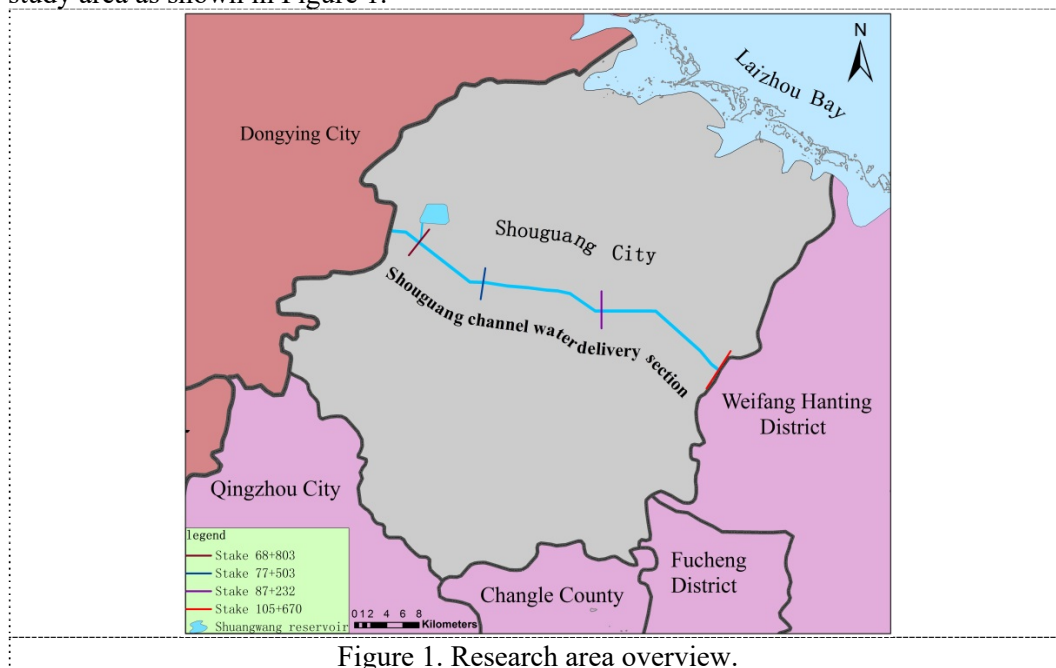 study area as shown in Figure 1.
N
Laizhou Bay
Dongying City
Shouguang City
Shouguang channel water delivery section
Weifang Hanting
District
Qingzhou City
Fucheng
District
Changle County
legend
Stake 68+803
Stake 77+503
Stake 87+232
Stake 105+670
Shuangwang reservoir
0 1 2 4 6 8
Kilometers
Figure 1. Research area overview.